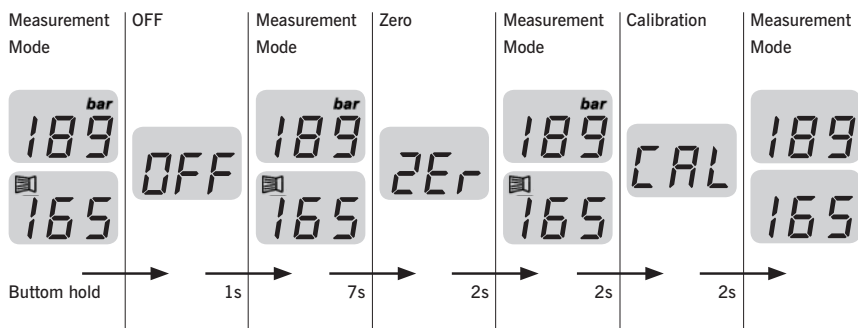 Measurement Mode
OFF
Measurement Mode
Zero
Measurement Mode
Calibration
Measurement Mode
bar
189
165
OFF
bar
189
165
2Er
bar
189
165
CAL
189
165
Buttom hold
1s
7s
2s
2s
2s